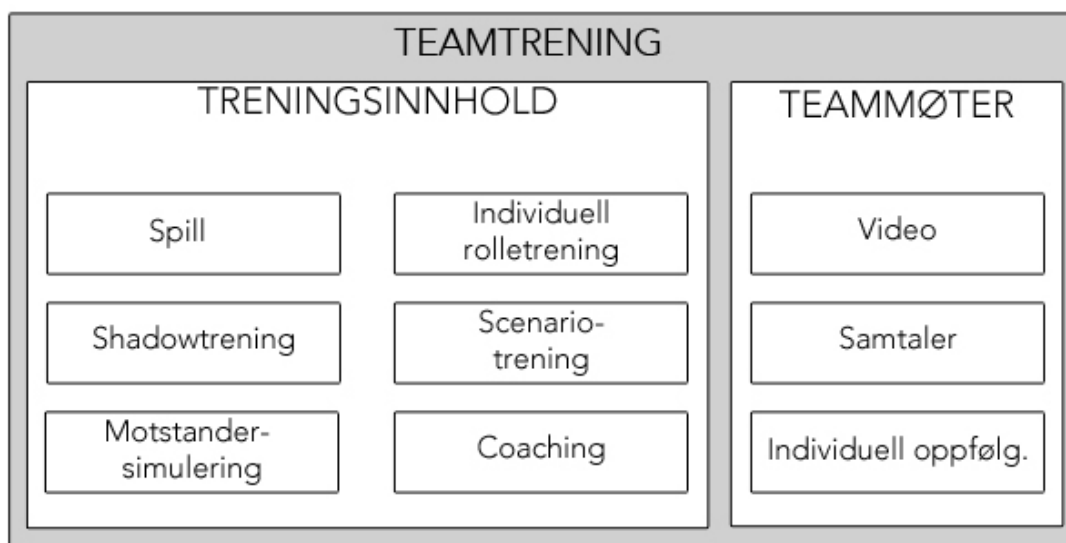 TEAMTRENING
TRENINGSINNHOLD
Spill
Individuell
rolletrening
Shadowtrening
Scenario-
trening
Motstander-
simulering
Coaching
TEAMMØTER
Video
Samtaler
Individuell oppfølg.